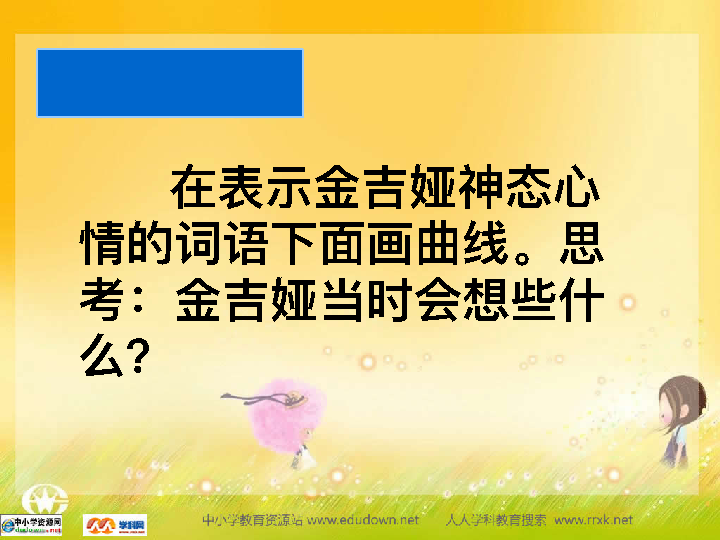 在表示金吉娅神态心
情的词语下面画曲线。思
考：金吉娅当时会想些什
么？
中小学资源网
学科网
中小学教育资源站 www.edudown.net 人人学科教育搜索 www.rrxk.net